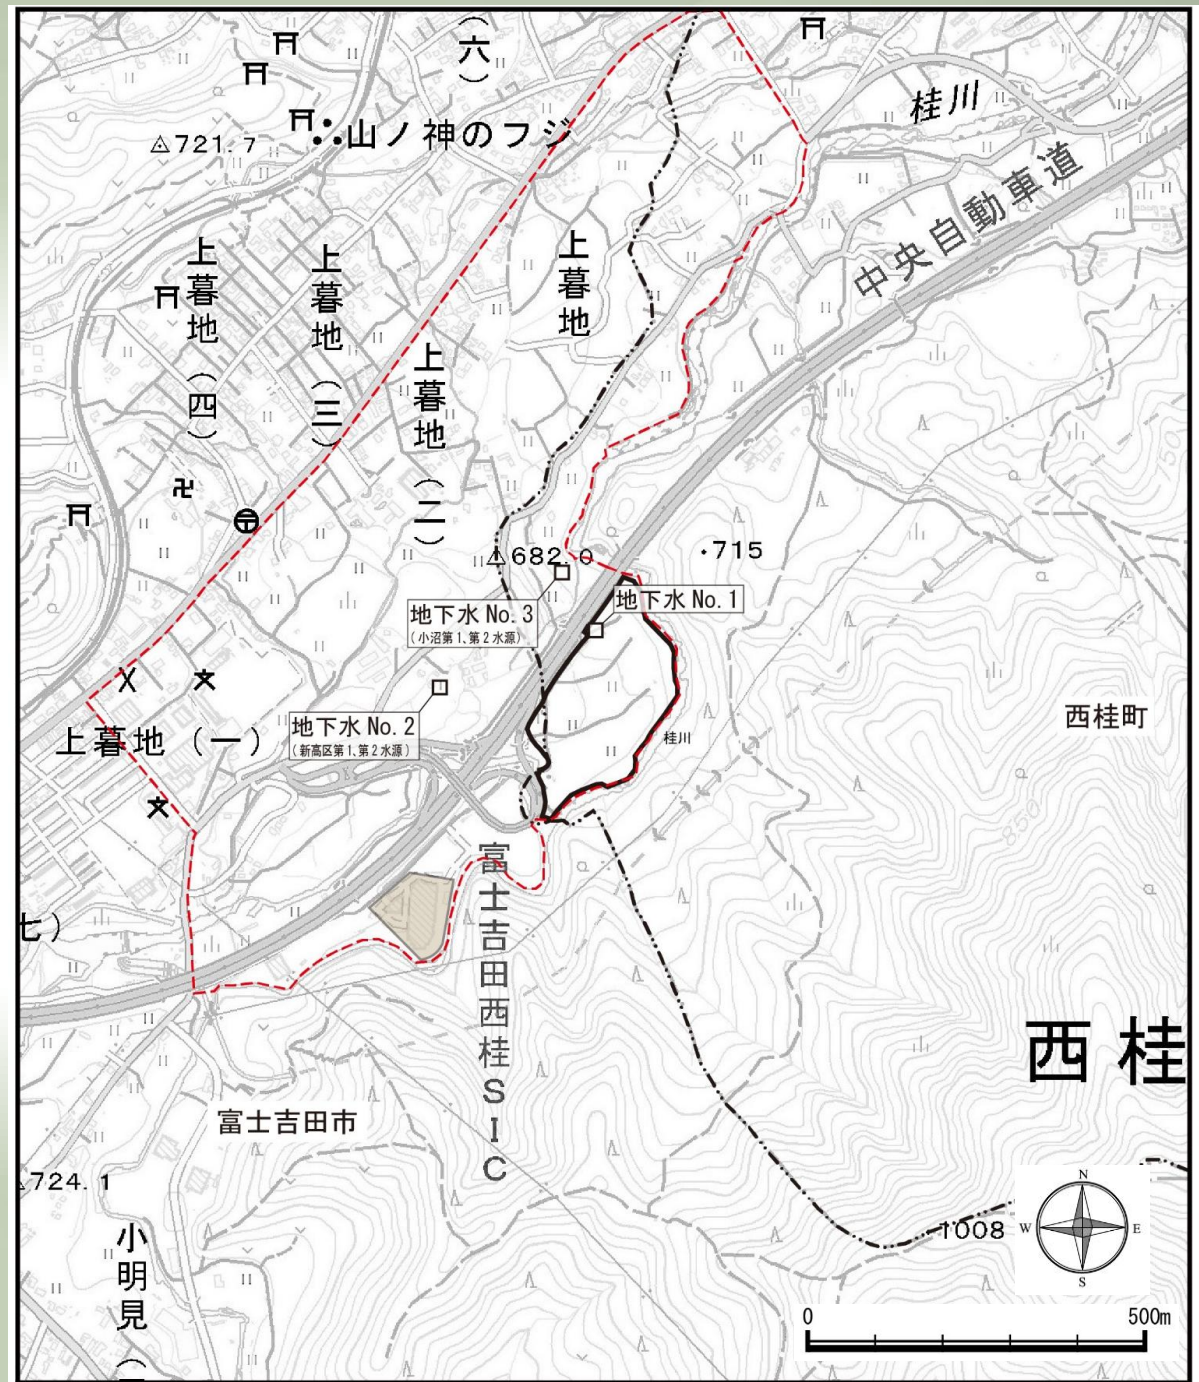 （六）
桂川
△721.7
山ノ神のフジ
中央自動車道
上暮地（四）
上暮地（三）
上暮地
上暮地（二）
△682.0
・715
地下水 No.3
（小沼第1、第2水源）
地下水 No.1
地下水 No.2
（新高区第1、第2水源）
上暮地（一）
桂川
西桂町
富士吉田西桂SIC
七）
西桂
富士吉田市
724.1
小明見（
1008
N
W
E
S
0
500m